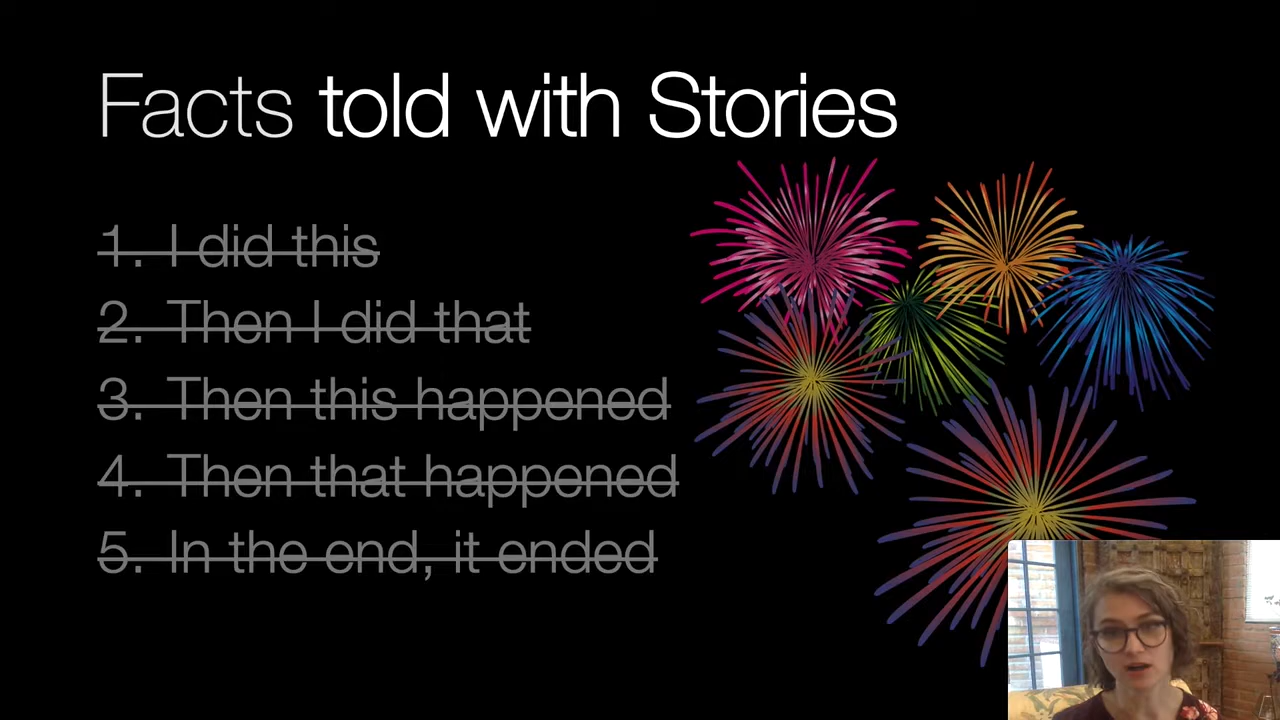 Facts told with Stories
1. I did this
2. Then I did that
3. Then this happened
4. Then that happened
5. In the end, it ended